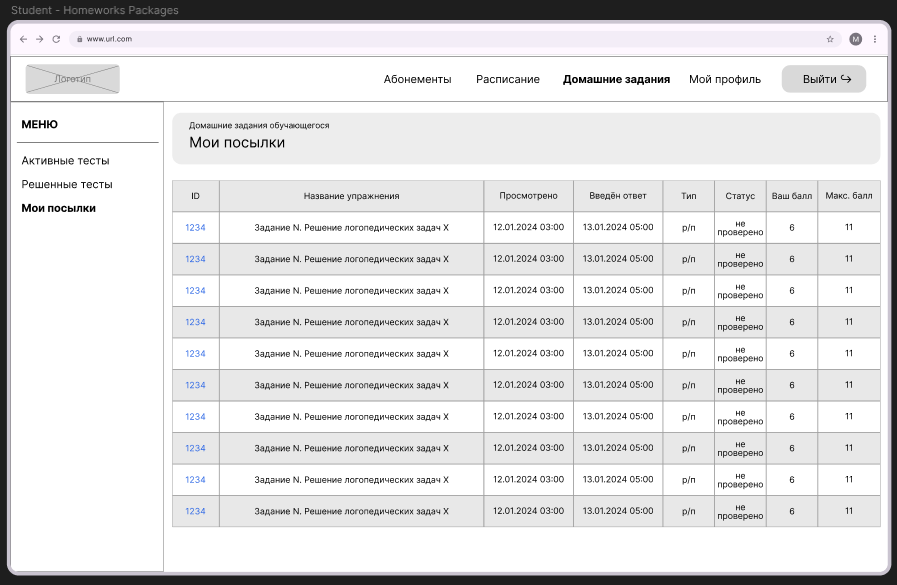 Student - Homeworks Packages
www.url.com
M
Логотип
Абонементы Расписание Домашние задания Мой профиль Выйти
МЕНЮ
Активные тесты
Решенные тесты
Мои посылки
Домашние задания обучающегося
Мои посылки
ID Название упражнения Просмотрено Введён ответ Тип Статус Ваш балл Макс. балл
1234 Задание N. Решение логопедических задач X 12.01.2024 03:00 13.01.2024 05:00 р/п не проверено 6 11
1234 Задание N. Решение логопедических задач X 12.01.2024 03:00 13.01.2024 05:00 р/п не проверено 6 11
1234 Задание N. Решение логопедических задач X 12.01.2024 03:00 13.01.2024 05:00 р/п не проверено 6 11
1234 Задание N. Решение логопедических задач X 12.01.2024 03:00 13.01.2024 05:00 р/п не проверено 6 11
1234 Задание N. Решение логопедических задач X 12.01.2024 03:00 13.01.2024 05:00 р/п не проверено 6 11
1234 Задание N. Решение логопедических задач X 12.01.2024 03:00 13.01.2024 05:00 р/п не проверено 6 11
1234 Задание N. Решение логопедических задач X 12.01.2024 03:00 13.01.2024 05:00 р/п не проверено 6 11
1234 Задание N. Решение логопедических задач X 12.01.2024 03:00 13.01.2024 05:00 р/п не проверено 6 11
1234 Задание N. Решение логопедических задач X 12.01.2024 03:00 13.01.2024 05:00 р/п не проверено 6 11
1234 Задание N. Решение логопедических задач X 12.01.2024 03:00 13.01.2024 05:00 р/п не проверено 6 11